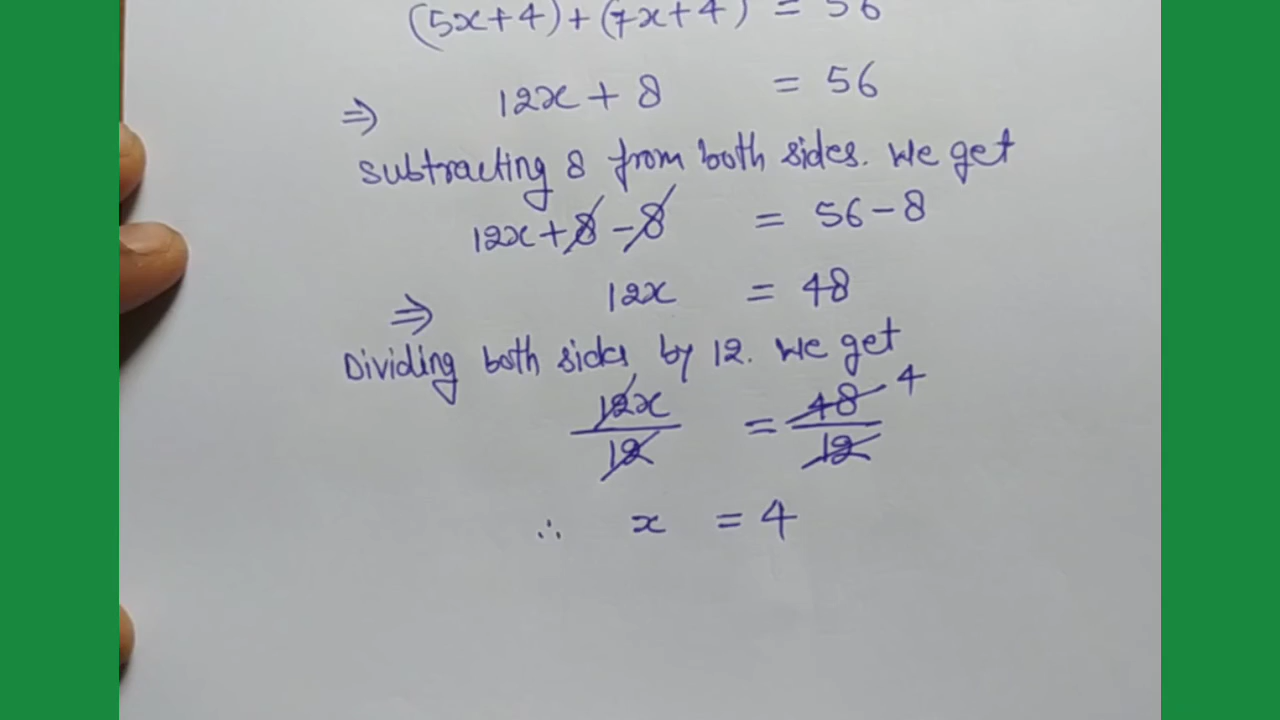 (5x+4)+(7x+4) = 56
⇒ 12x + 8 = 56
Subtracting 8 from both sides. We get
12x+8-8 = 56-8
⇒ 12x = 48
Dividing both sides by 12. We get
12x/12 = 48/12 4
∴ x = 4